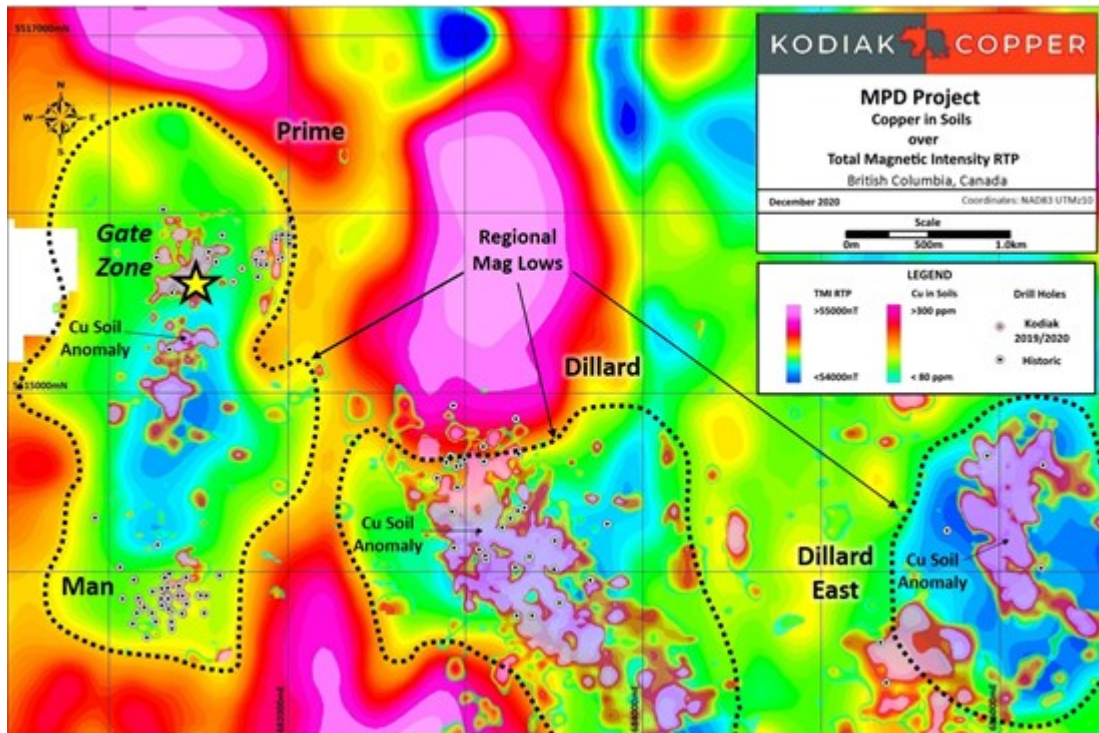 5517000mN
N
W E
S
Prime
Gate
Zone
Cu Soil
Anomaly
5515000mN
Man
Regional
Mag Lows
Dillard
Cu Soil
Anomaly
Dillard
East
Cu Soil
Anomaly
KODIAK COPPER
MPD Project
Copper in Soils
over
Total Magnetic Intensity RTP
British Columbia, Canada
December 2020 Coordinates: NAD83 UTMz10
Scale
0m 500m 1.0km
LEGEND
TMI RTP Cu in Soils Drill Holes
>55000nT >300 ppm Kodiak
2019/2020
<54000nT < 80 ppm Historic